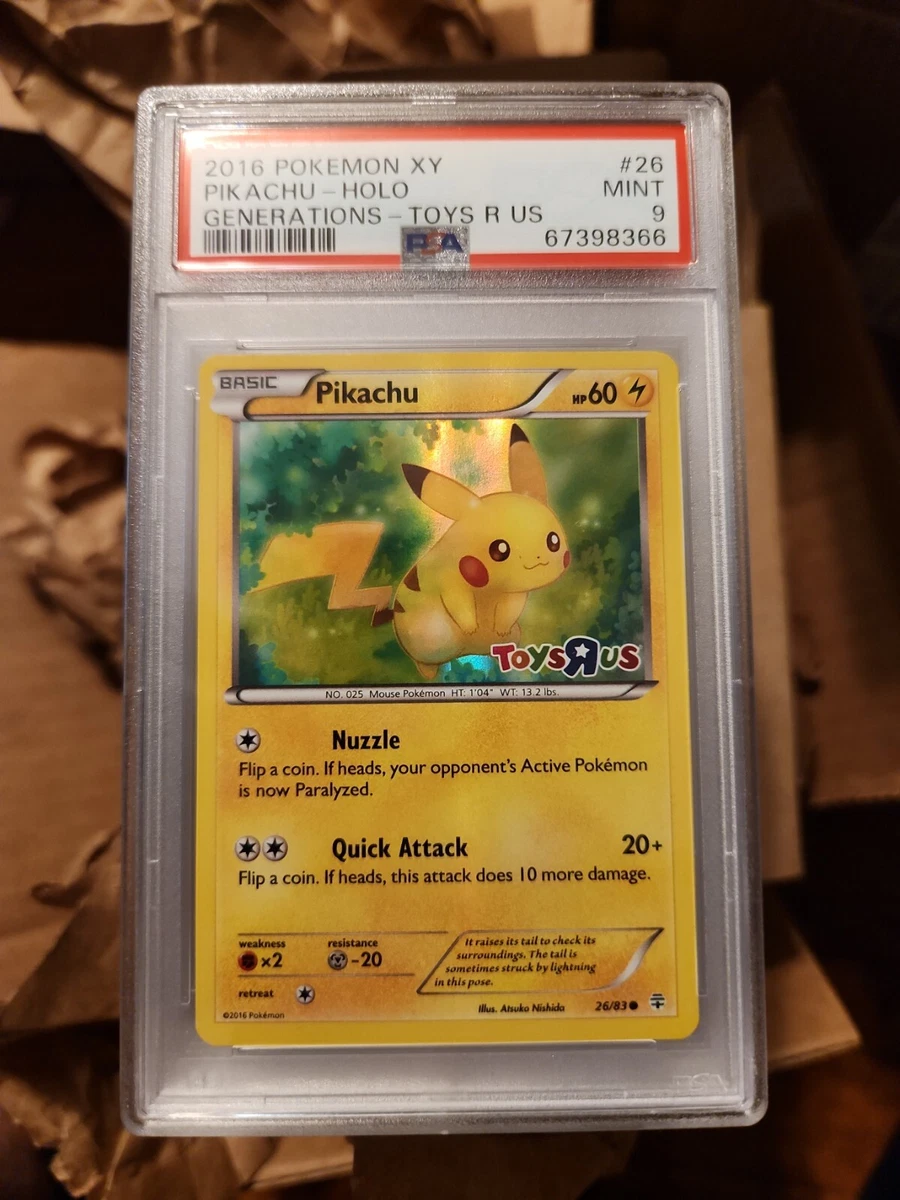 2016 POKEMON XY #26
PIKACHU - HOLO MINT
GENERATIONS - TOYS R US 9
PSA 67398366
BASIC Pikachu HP60
TOYS R US
NO. 025 Mouse Pokémon HT: 1'04" WT: 13.2 lbs.
Nuzzle
Flip a coin. If heads, your opponent's Active Pokémon
is now Paralyzed.
Quick Attack 20+
Flip a coin. If heads, this attack does 10 more damage.
weakness resistance
×2 -20
retreat
It raises its tail to check its
surroundings. The tail is
sometimes struck by lightning
in this pose.
©2016 Pokémon Illus. Atsuko Nishida 26/83